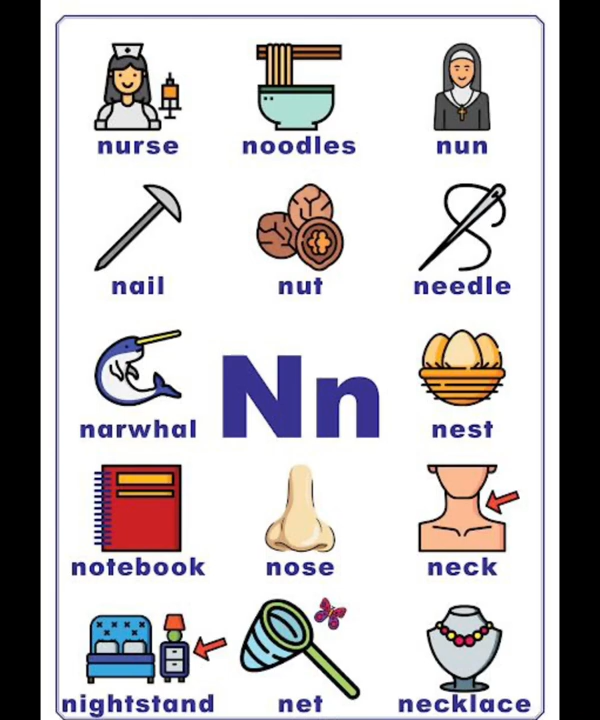 nurse noodles nun
nail nut needle
narwhal Nn nest
notebook nose neck
nightstand net necklace